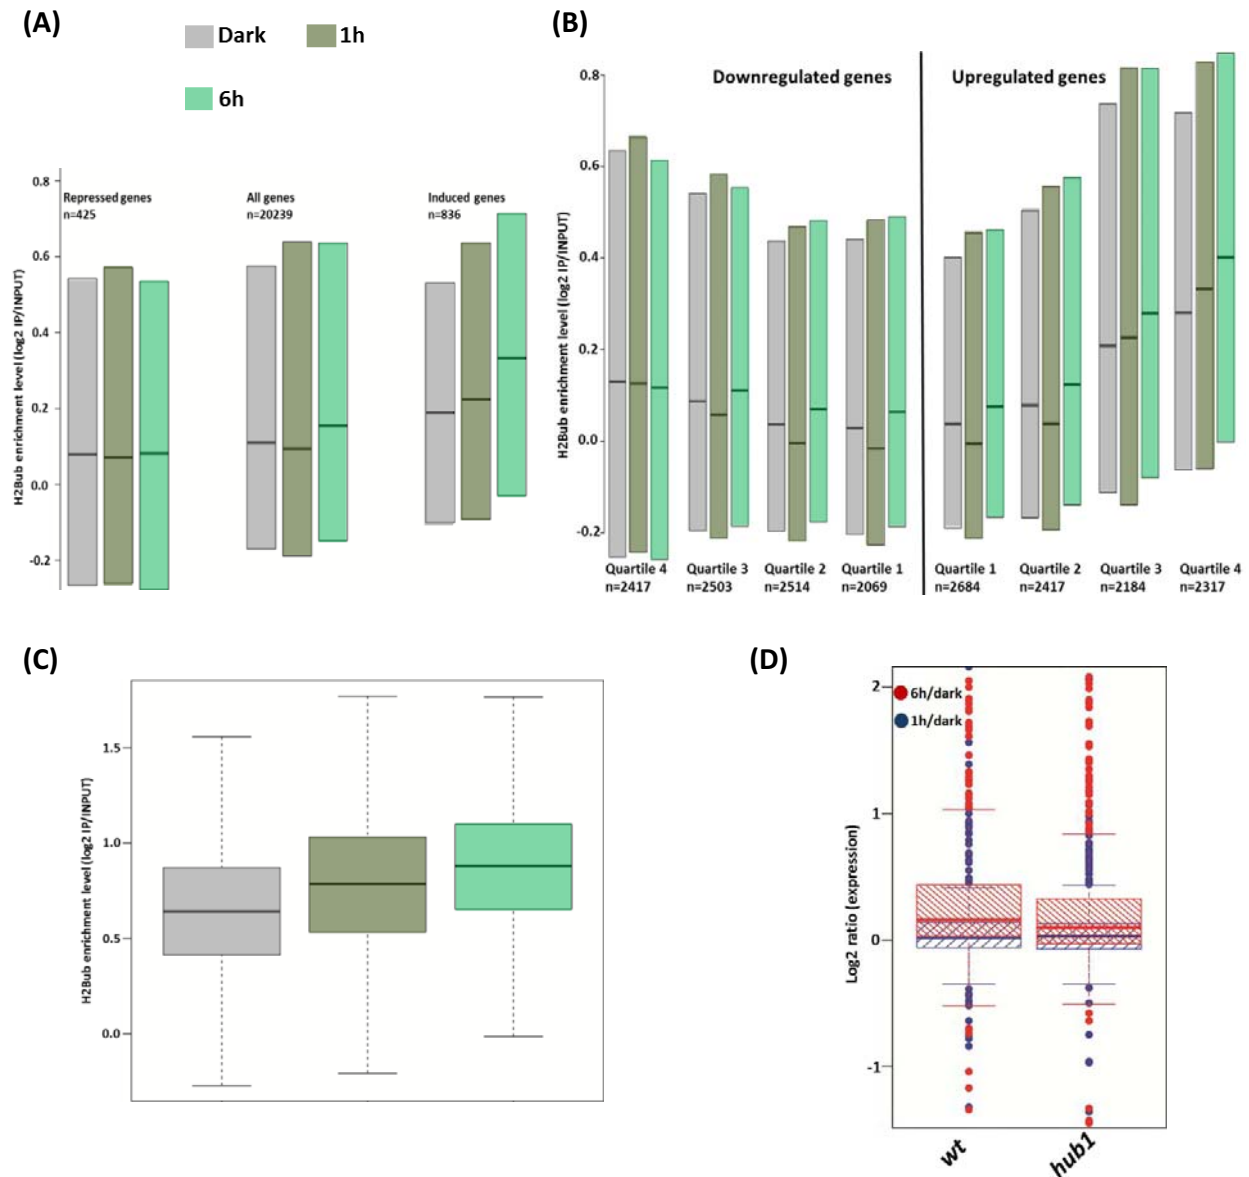 (A)
Dark
1h
6h
0.8
0.6
0.4
0.2
0.0
-0.2
H2Bub enrichment level (log2 IP/INPUT)
Repressed genes
n=425
All genes
n=20239
Induced genes
n=836
(B)
Downregulated genes
Upregulated genes
0.8
0.6
0.4
0.2
0.0
-0.2
H2Bub enrichment level (log2 IP/INPUT)
Quartile 4
n=2417
Quartile 3
n=2503
Quartile 2
n=2514
Quartile 1
n=2069
Quartile 1
n=2684
Quartile 2
n=2417
Quartile 3
n=2184
Quartile 4
n=2317
(C)
1.5
1.0
0.5
0.0
H2Bub enrichment level (log2 IP/INPUT)
(D)
6h/dark
1h/dark
2
1
0
-1
Log2 ratio (expression)
wt
hub1